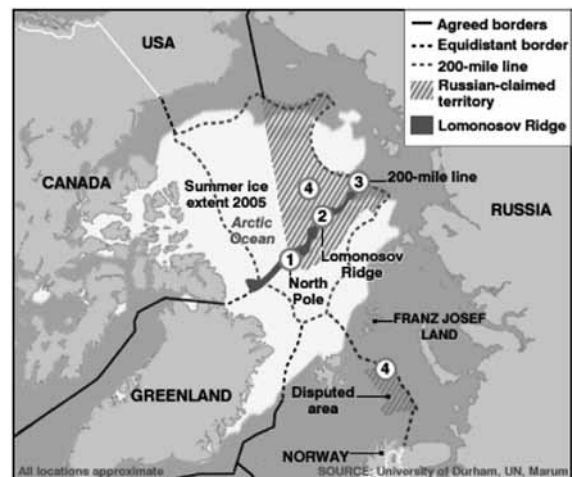 USA
Agreed borders
Equidistant border
200-mile line
Russian-claimed
territory
Lomonosov Ridge
CANADA
Summer ice
extent 2005
Arctic
Ocean
4
3
200-mile line
2
RUSSIA
Lomonosov
Ridge
1
North
Pole
FRANZ JOSEF
LAND
GREENLAND
4
Disputed
area
NORWAY
All locations approximate
SOURCE: University of Durham, UN, Marum